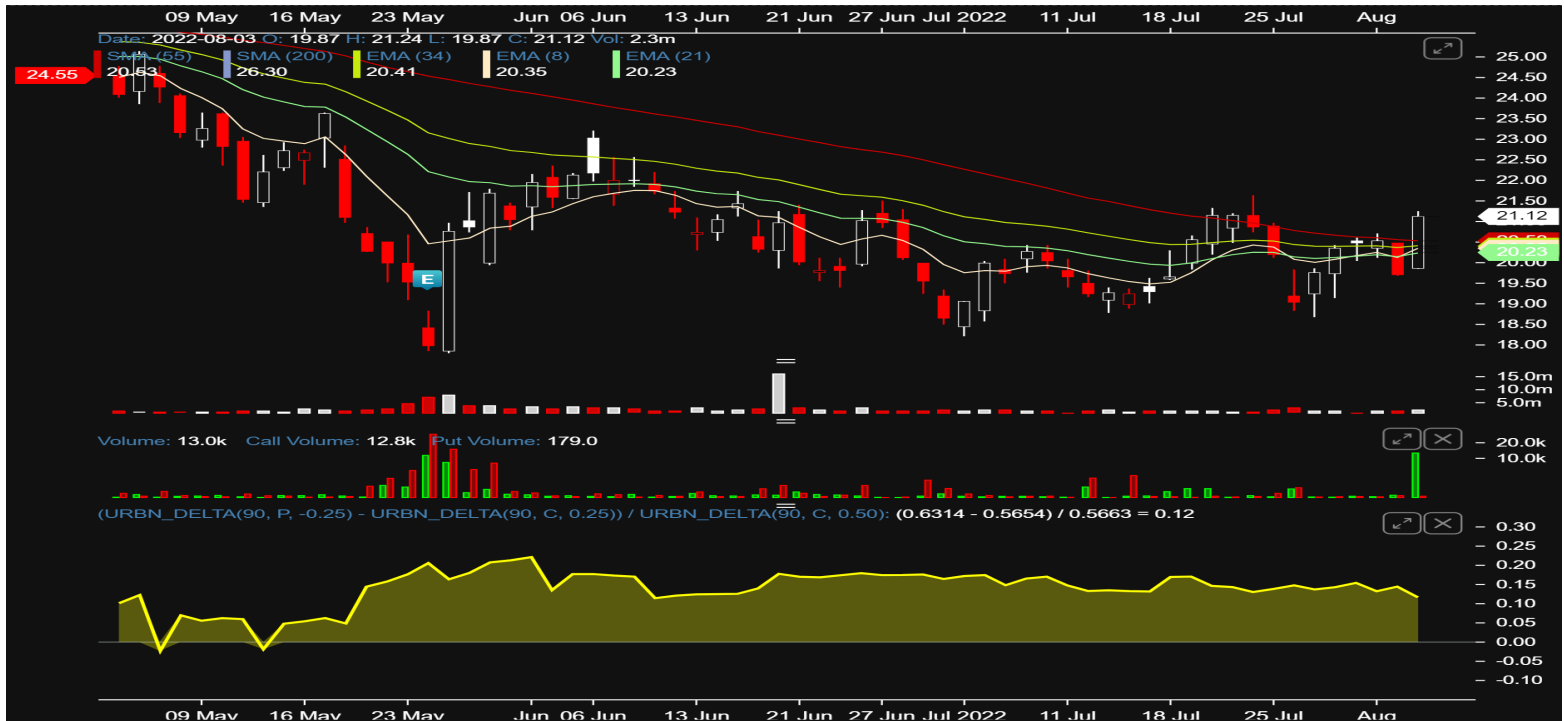 09 May 16 May 23 May Jun 06 Jun 13 Jun 21 Jun 27 Jun Jul 2022 11 Jul 18 Jul 25 Jul Aug
Date: 2022-08-03 O: 19.87 H: 21.24 L: 19.87 C: 21.12 Vol: 2.3m
SMA (55) SMA (200) EMA (34) EMA (8) EMA (21)
20.53 26.30 20.41 20.35 20.23
24.55
25.00
24.50
24.00
23.50
23.00
22.50
22.00
21.50
21.12
20.23
20.00
19.50
19.00
18.50
18.00
E
15.0m
10.0m
5.0m
Volume: 13.0k Call Volume: 12.8k Put Volume: 179.0
20.0k
10.0k
(URBN_DELTA(90, P, -0.25) - URBN_DELTA(90, C, 0.25)) / URBN_DELTA(90, C, 0.50): (0.6314 - 0.5654) / 0.5663 = 0.12
0.30
0.25
0.20
0.15
0.10
0.05
0.00
-0.05
-0.10
09 May 16 May 23 May Jun 06 Jun 13 Jun 21 Jun 27 Jun Jul 2022 11 Jul 18 Jul 25 Jul Aug